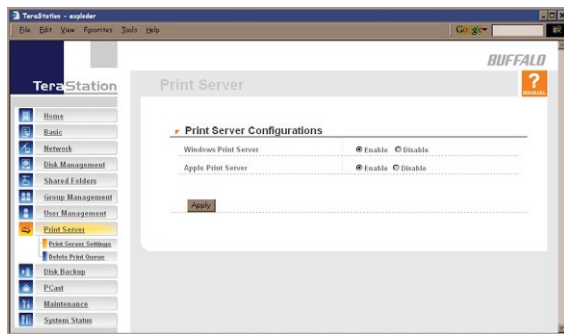 TeraStation - exploder
File Edit View Favorites Tools Help
Google
BUFFALO
TeraStation
Print Server
?
MANUAL
Home
Basic
Network
Disk Management
Shared Folders
Group Management
User Management
Print Server
Print Server Settings
Delete Print Queue
Disk Backup
PCast
Maintenance
System Status
Print Server Configurations
Windows Print Server Enable Disable
Apple Print Server Enable Disable
Apply